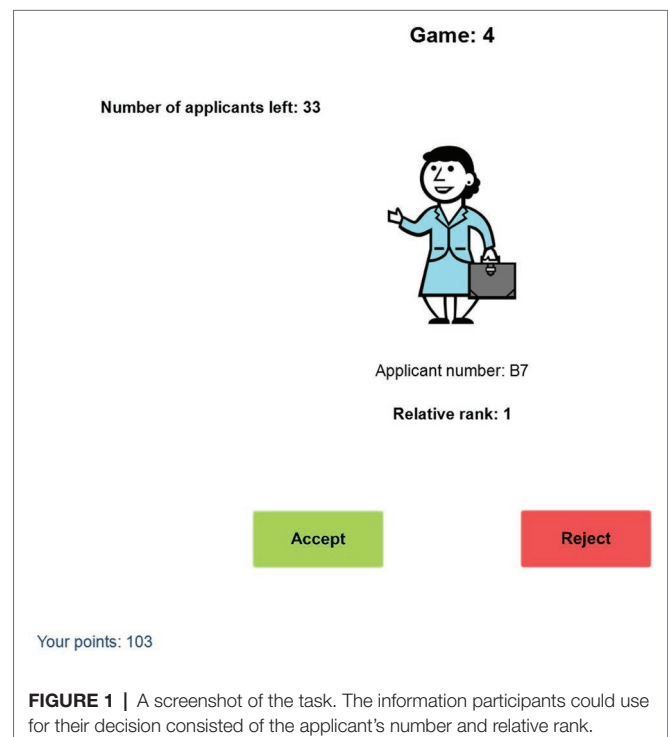 Game: 4
Number of applicants left: 33
Applicant number: B7
Relative rank: 1
Accept
Reject
Your points: 103
FIGURE 1 | A screenshot of the task. The information participants could use
for their decision consisted of the applicant's number and relative rank.